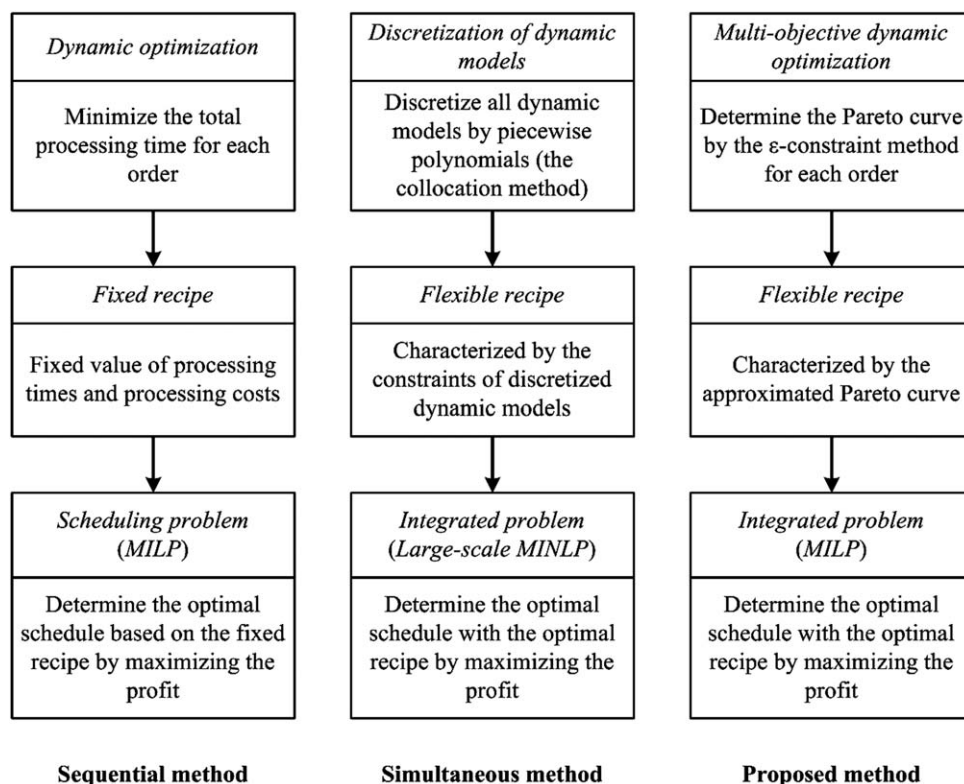 Dynamic optimization
Minimize the total
processing time for each
order
Fixed recipe
Fixed value of processing
times and processing costs
Scheduling problem
(MILP)
Determine the optimal
schedule based on the fixed
recipe by maximizing the
profit
Sequential method
Discretization of dynamic
models
Discretize all dynamic
models by piecewise
polynomials (the
collocation method)
Flexible recipe
Characterized by the
constraints of discretized
dynamic models
Integrated problem
(Large-scale MINLP)
Determine the optimal
schedule with the optimal
recipe by maximizing the
profit
Simultaneous method
Multi-objective dynamic
optimization
Determine the Pareto curve
by the ε-constraint method
for each order
Flexible recipe
Characterized by the
approximated Pareto curve
Integrated problem
(MILP)
Determine the optimal
schedule with the optimal
recipe by maximizing the
profit
Proposed method